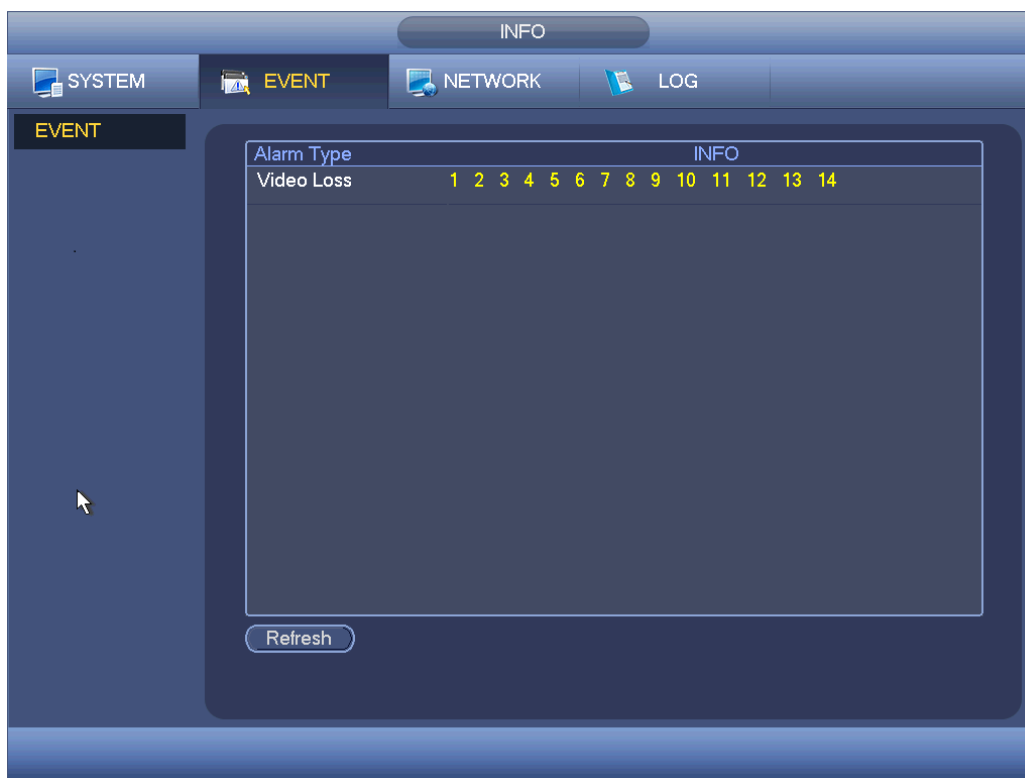 INFO
SYSTEM EVENT NETWORK LOG
EVENT
Alarm Type INFO
Video Loss 1 2 3 4 5 6 7 8 9 10 11 12 13 14
Refresh